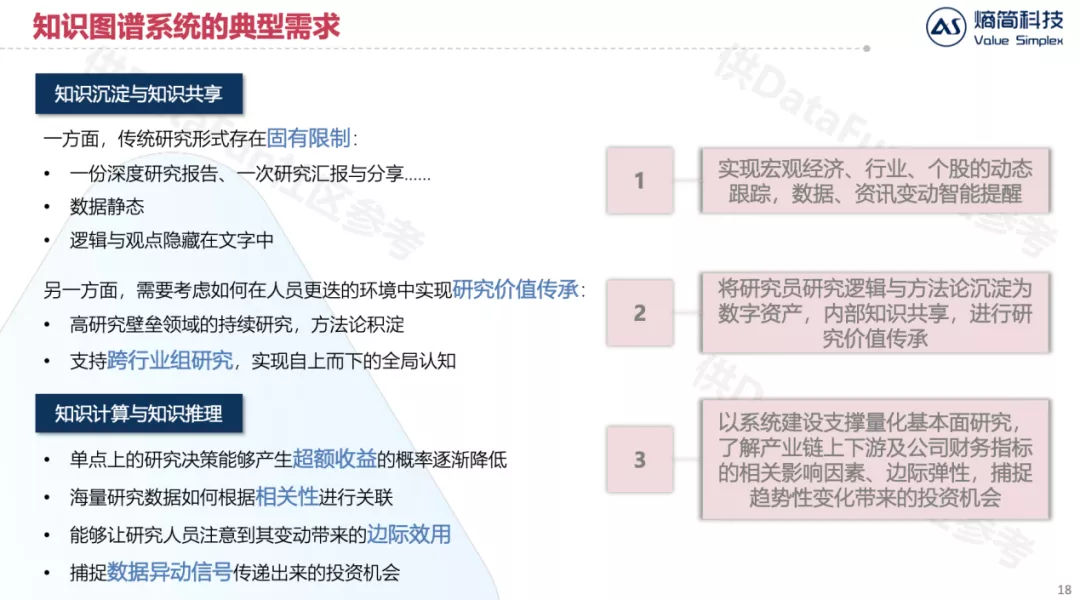 知识图谱系统的典型需求
熵简科技
Value Simplex
知识沉淀与知识共享
一方面，传统研究形式存在固有限制：
• 一份深度研究报告、一次研究汇报与分享……
• 数据静态
• 逻辑与观点隐藏在文字中
另一方面，需要考虑如何在人员更迭的环境中实现研究价值传承：
• 高研究壁垒领域的持续研究，方法论积淀
• 支持跨行业组研究，实现自上而下的全局认知
知识计算与知识推理
• 单点上的研究决策能够产生超额收益的概率逐渐降低
• 海量研究数据如何根据相关性进行关联
• 能够让研究人员注意到其变动带来的边际效用
• 捕捉数据异动信号传递出来的投资机会
1
实现宏观经济、行业、个股的动态
跟踪，数据、资讯变动智能提醒
2
将研究员研究逻辑与方法论沉淀为
数字资产，内部知识共享，进行研
究价值传承
3
以系统建设支撑量化基本面研究，
了解产业链上下游及公司财务指标
的相关影响因素、边际弹性，捕捉
趋势性变化带来的投资机会
18